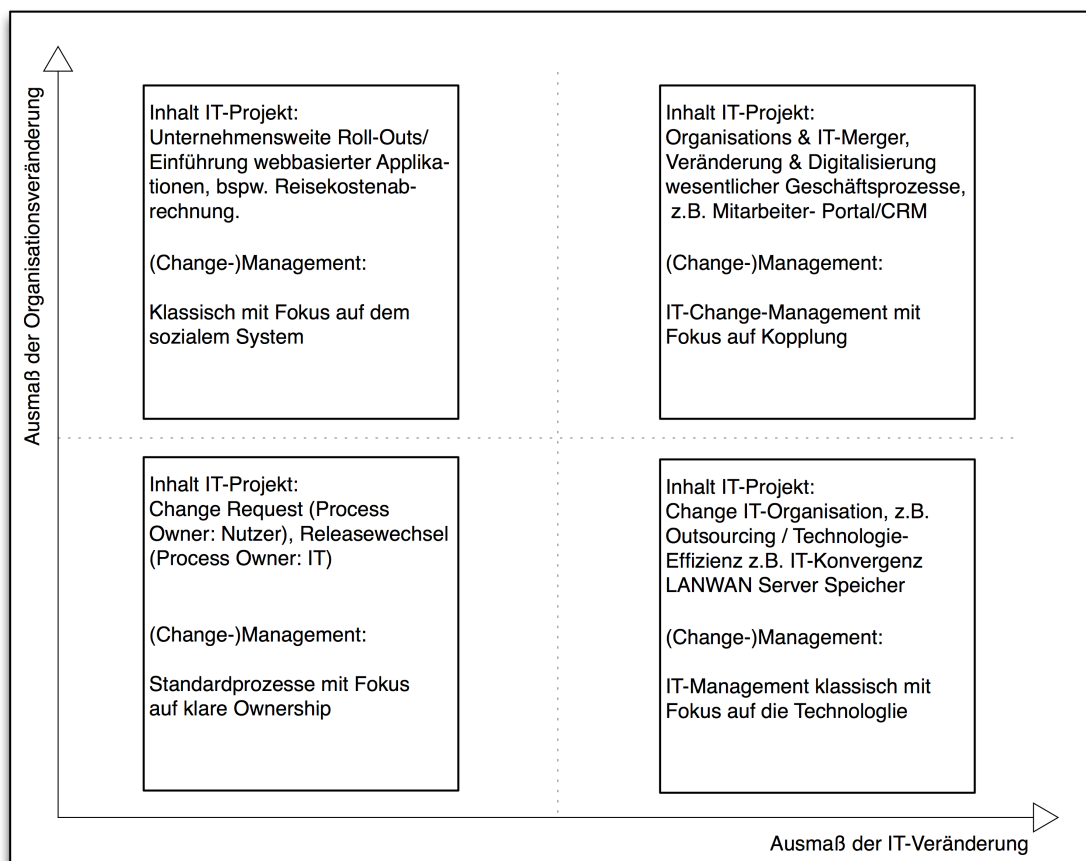 Ausmaß der Organisationsveränderung
Inhalt IT-Projekt:
Unternehmensweite Roll-Outs/
Einführung webbasierter Applika-
tionen, bspw. Reisekostenab-
rechnung.
(Change-)Management:
Klassisch mit Fokus auf dem
sozialem System
Inhalt IT-Projekt:
Organisations & IT-Merger,
Veränderung & Digitalisierung
wesentlicher Geschäftsprozesse,
z.B. Mitarbeiter- Portal/CRM
(Change-)Management:
IT-Change-Management mit
Fokus auf Kopplung
Inhalt IT-Projekt:
Change Request (Process
Owner: Nutzer), Releasewechsel
(Process Owner: IT)
(Change-)Management:
Standardprozesse mit Fokus
auf klare Ownership
Inhalt IT-Projekt:
Change IT-Organisation, z.B.
Outsourcing / Technologie-
Effizienz z.B. IT-Konvergenz
LANWAN Server Speicher
(Change-)Management:
IT-Management klassisch mit
Fokus auf die Technologlie
Ausmaß der IT-Veränderung